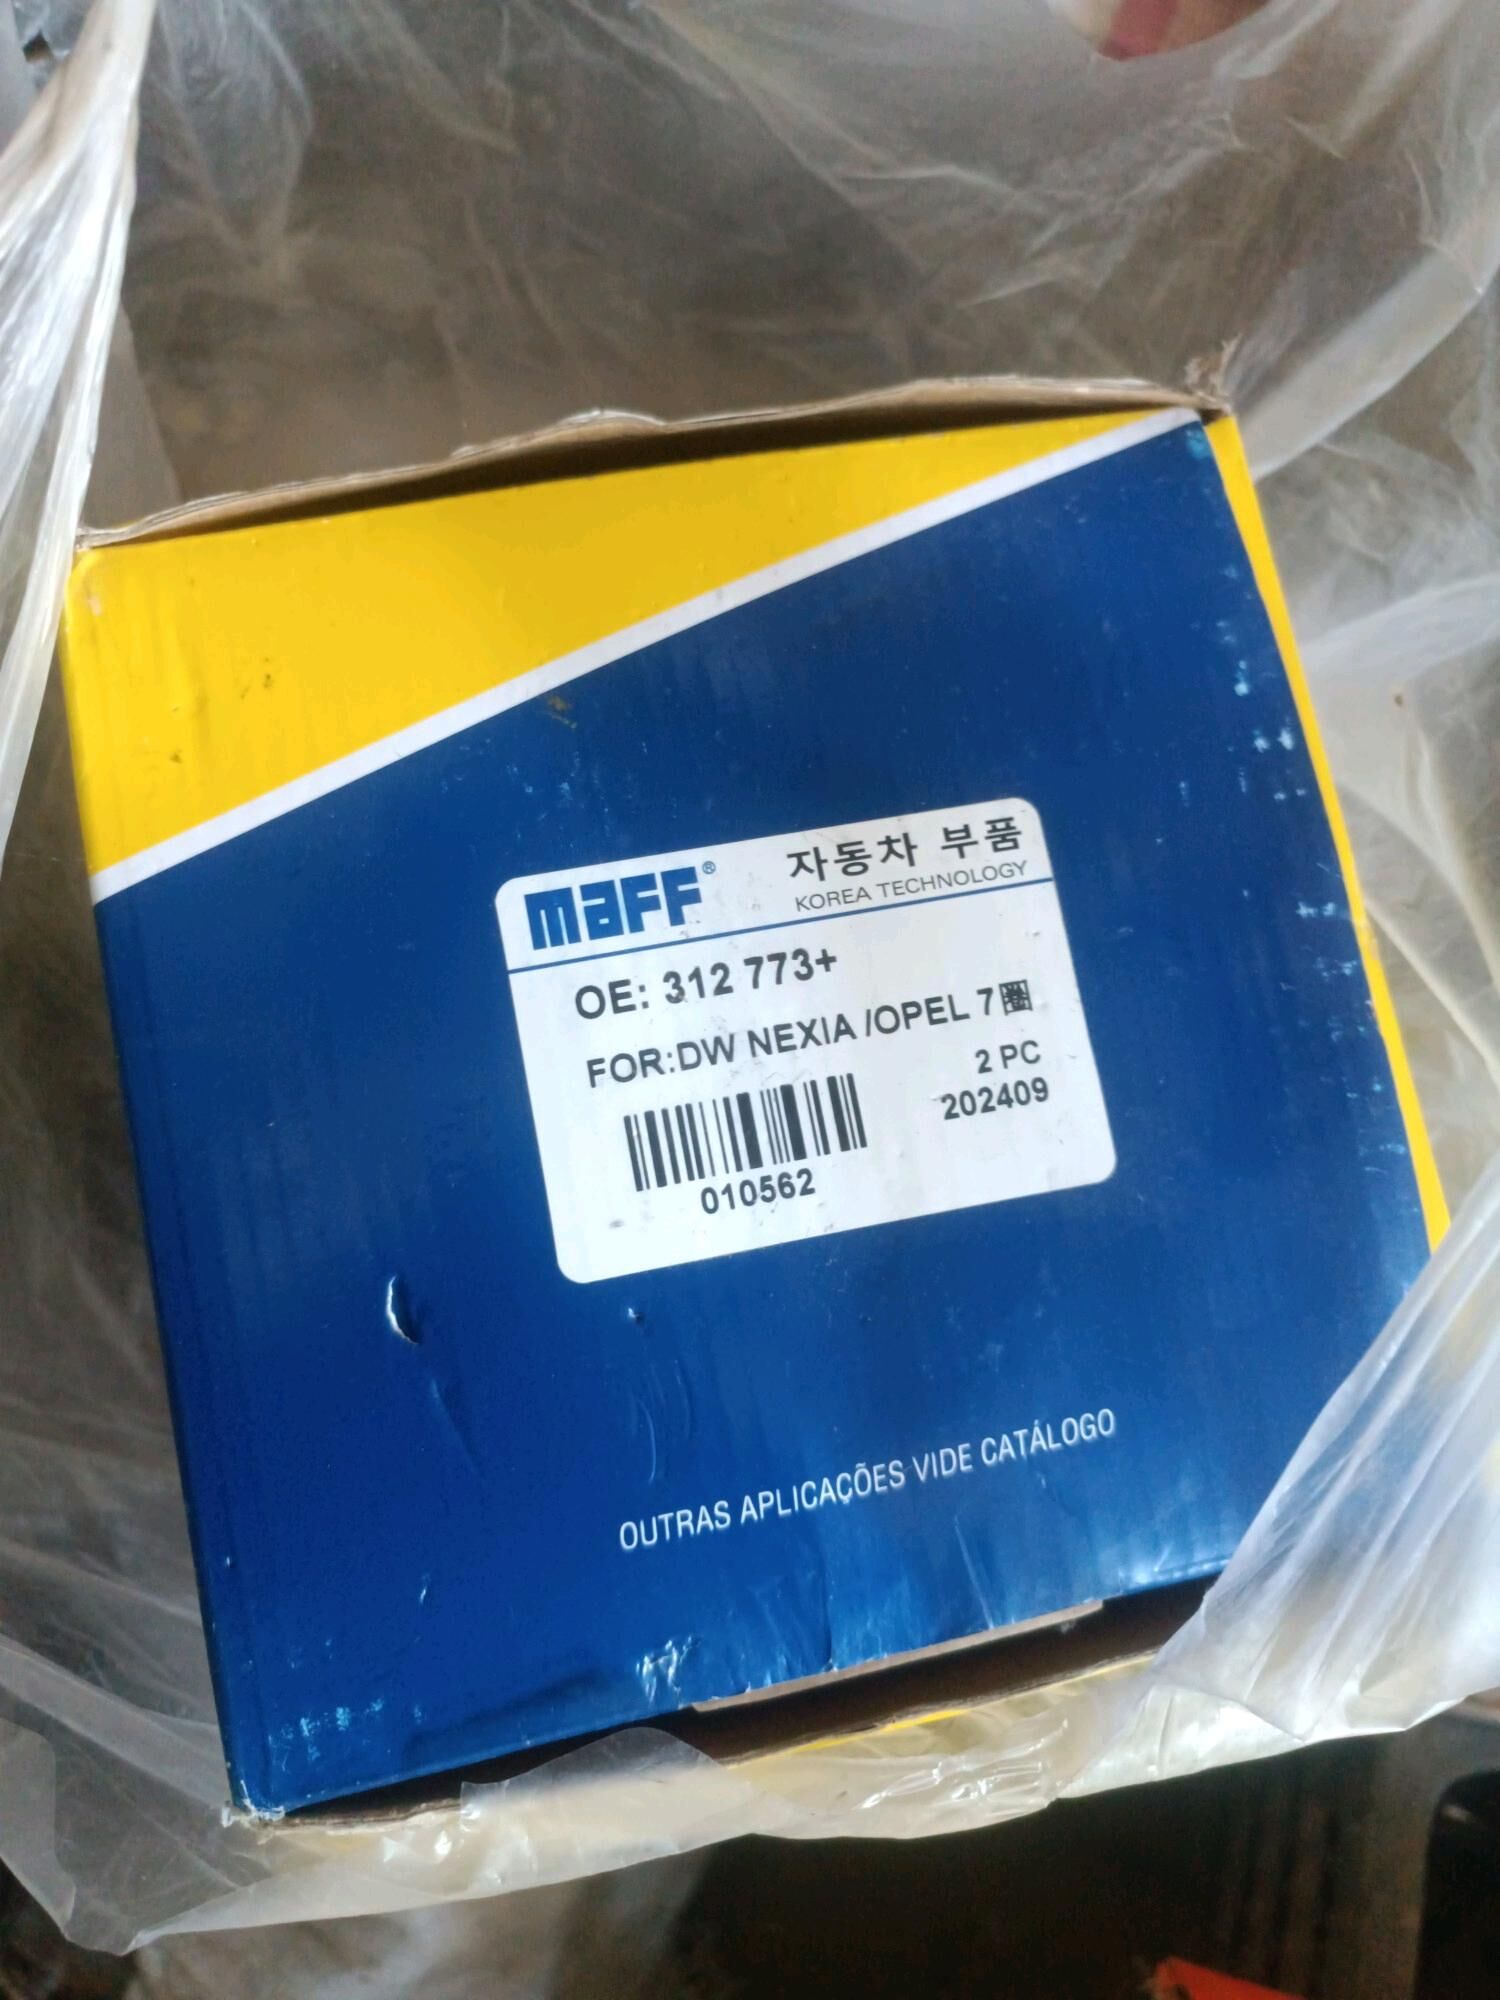 maFF®
자동차 부품
KOREA TECHNOLOGY
OE: 312 773+
FOR:DW NEXIA /OPEL 7圈
2 PC
202409
010562
OUTRAS APLICAÇÕES VIDE CATÁLOGO